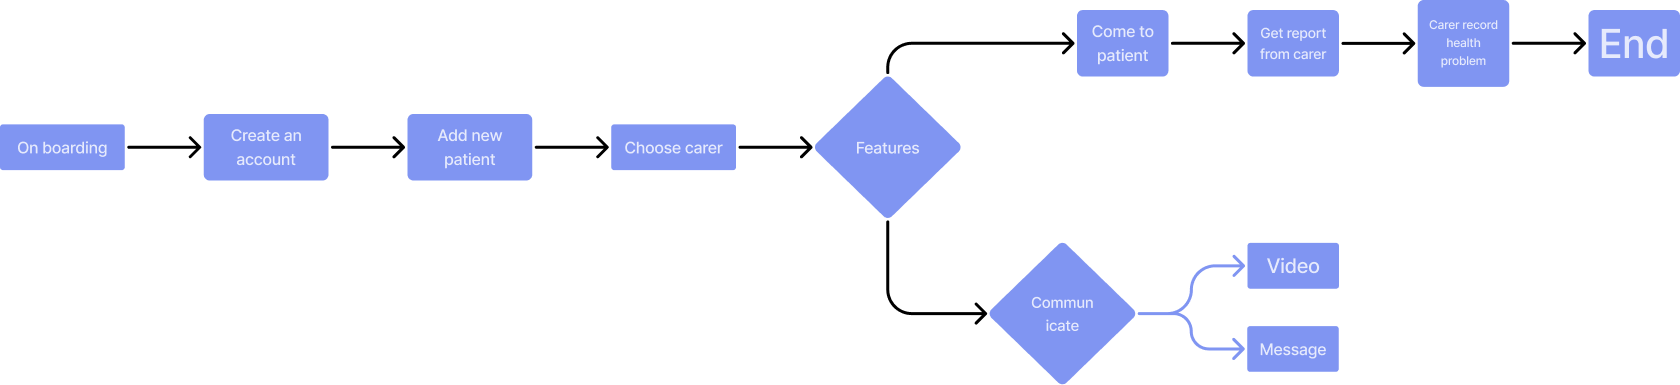 On boarding
Create an
account
Add new
patient
Choose carer
Features
Come to
patient
Get report
from carer
Carer record
health
problem
End
Commun
icate
Video
Message